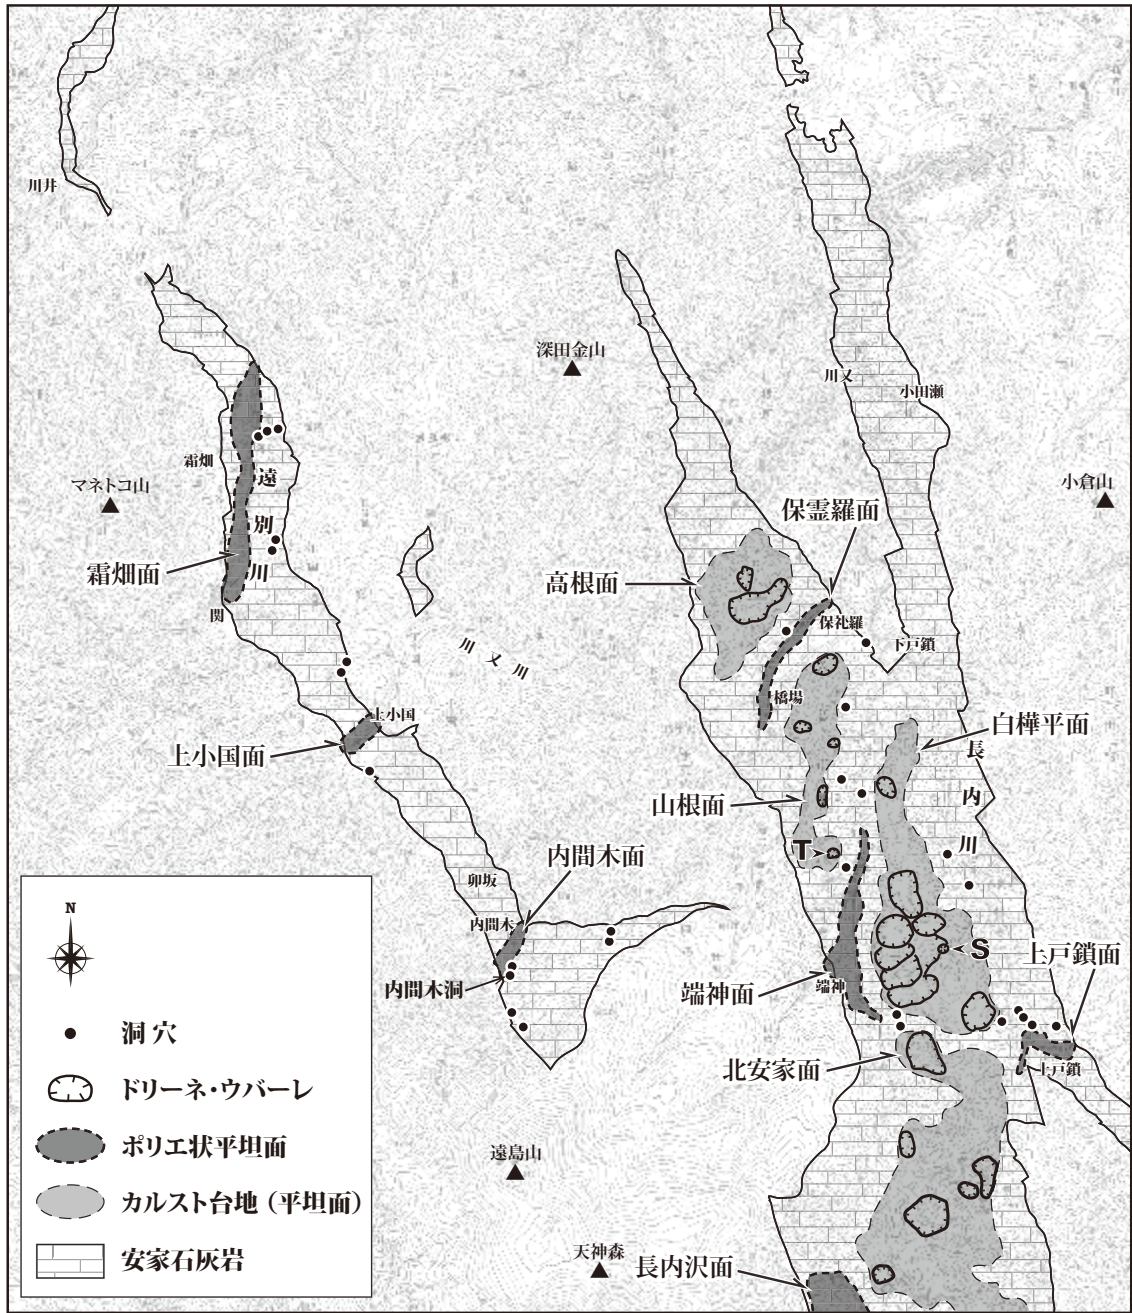 川井
深田金山
川又
小田瀬
霜畑
遠別川
マネトコ山
小倉山
保霊羅面
霜畑面
高根面
関
保礼羅
下戸鎖
川又川
橋場
白樺平面
上小国
長内川
上小国面
山根面
T
内間木面
卯坂
内間木
S
上戸鎖面
内間木洞
端神面
端神
北安家面
上戸鎖
N
洞穴
ドリーネ・ウバーレ
ポリエ状平坦面
カルスト台地（平坦面）
安家石灰岩
遠島山
天神森
長内沢面